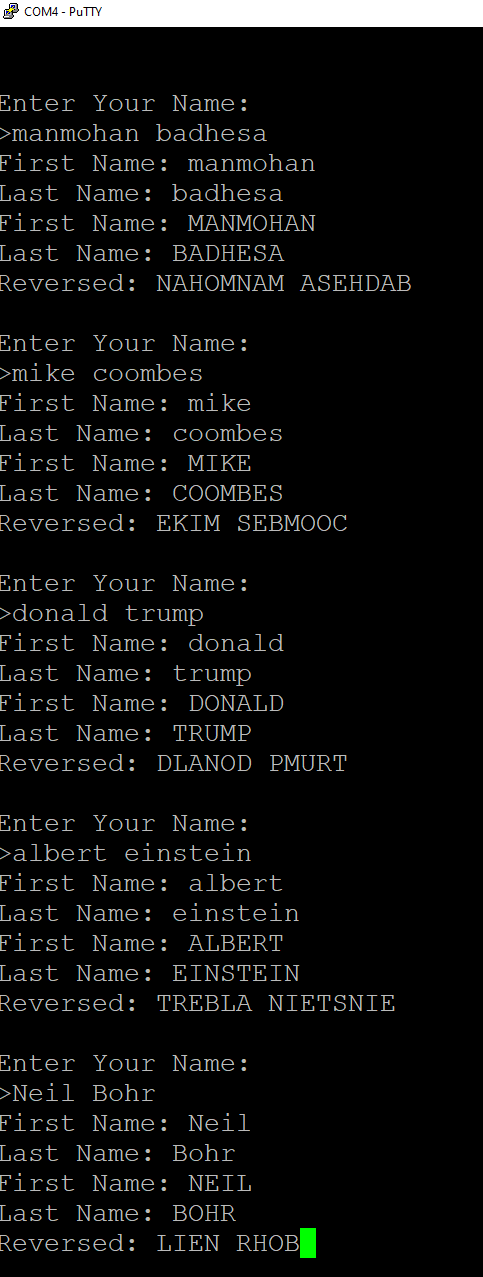 COM4 - PuTTY
Enter Your Name:
>manmohan badhesa
First Name: manmohan
Last Name: badhesa
First Name: MANMOHAN
Last Name: BADHESA
Reversed: NAHOMNAM ASEHDAB
Enter Your Name:
>mike coombes
First Name: mike
Last Name: coombes
First Name: MIKE
Last Name: COOMBES
Reversed: EKIM SEBMOOC
Enter Your Name:
>donald trump
First Name: donald
Last Name: trump
First Name: DONALD
Last Name: TRUMP
Reversed: DLANOD PMURT
Enter Your Name:
>albert einstein
First Name: albert
Last Name: einstein
First Name: ALBERT
Last Name: EINSTEIN
Reversed: TREBLA NIETSNIE
Enter Your Name:
>Neil Bohr
First Name: Neil
Last Name: Bohr
First Name: NEIL
Last Name: BOHR
Reversed: LIEN RHOB